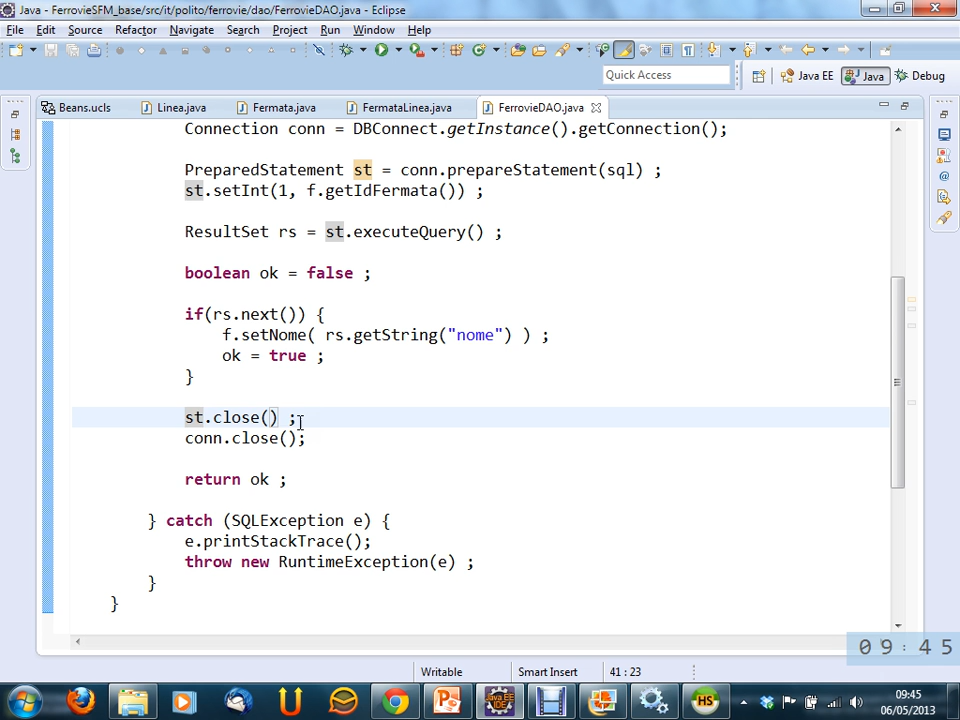 Java - FerrovieSFM_base/src/it/polito/ferrovie/dao/FerrovieDAO.java - Eclipse
File Edit Source Refactor Navigate Search Project Run Window Help
Quick Access Java EE Java Debug
Beans.ucls Linea.java Fermata.java FermataLinea.java FerrovieDAO.java
Connection conn = DBConnect.getInstance().getConnection();
PreparedStatement st = conn.prepareStatement(sql) ;
st.setInt(1, f.getIdFermata()) ;
ResultSet rs = st.executeQuery() ;
boolean ok = false ;
if(rs.next()) {
f.setNome( rs.getString("nome") ) ;
ok = true ;
}
st.close() ;
conn.close();
return ok ;
} catch (SQLException e) {
e.printStackTrace();
throw new RuntimeException(e) ;
}
}
09:45
Writable Smart Insert 41 : 23
09:45
06/05/2013